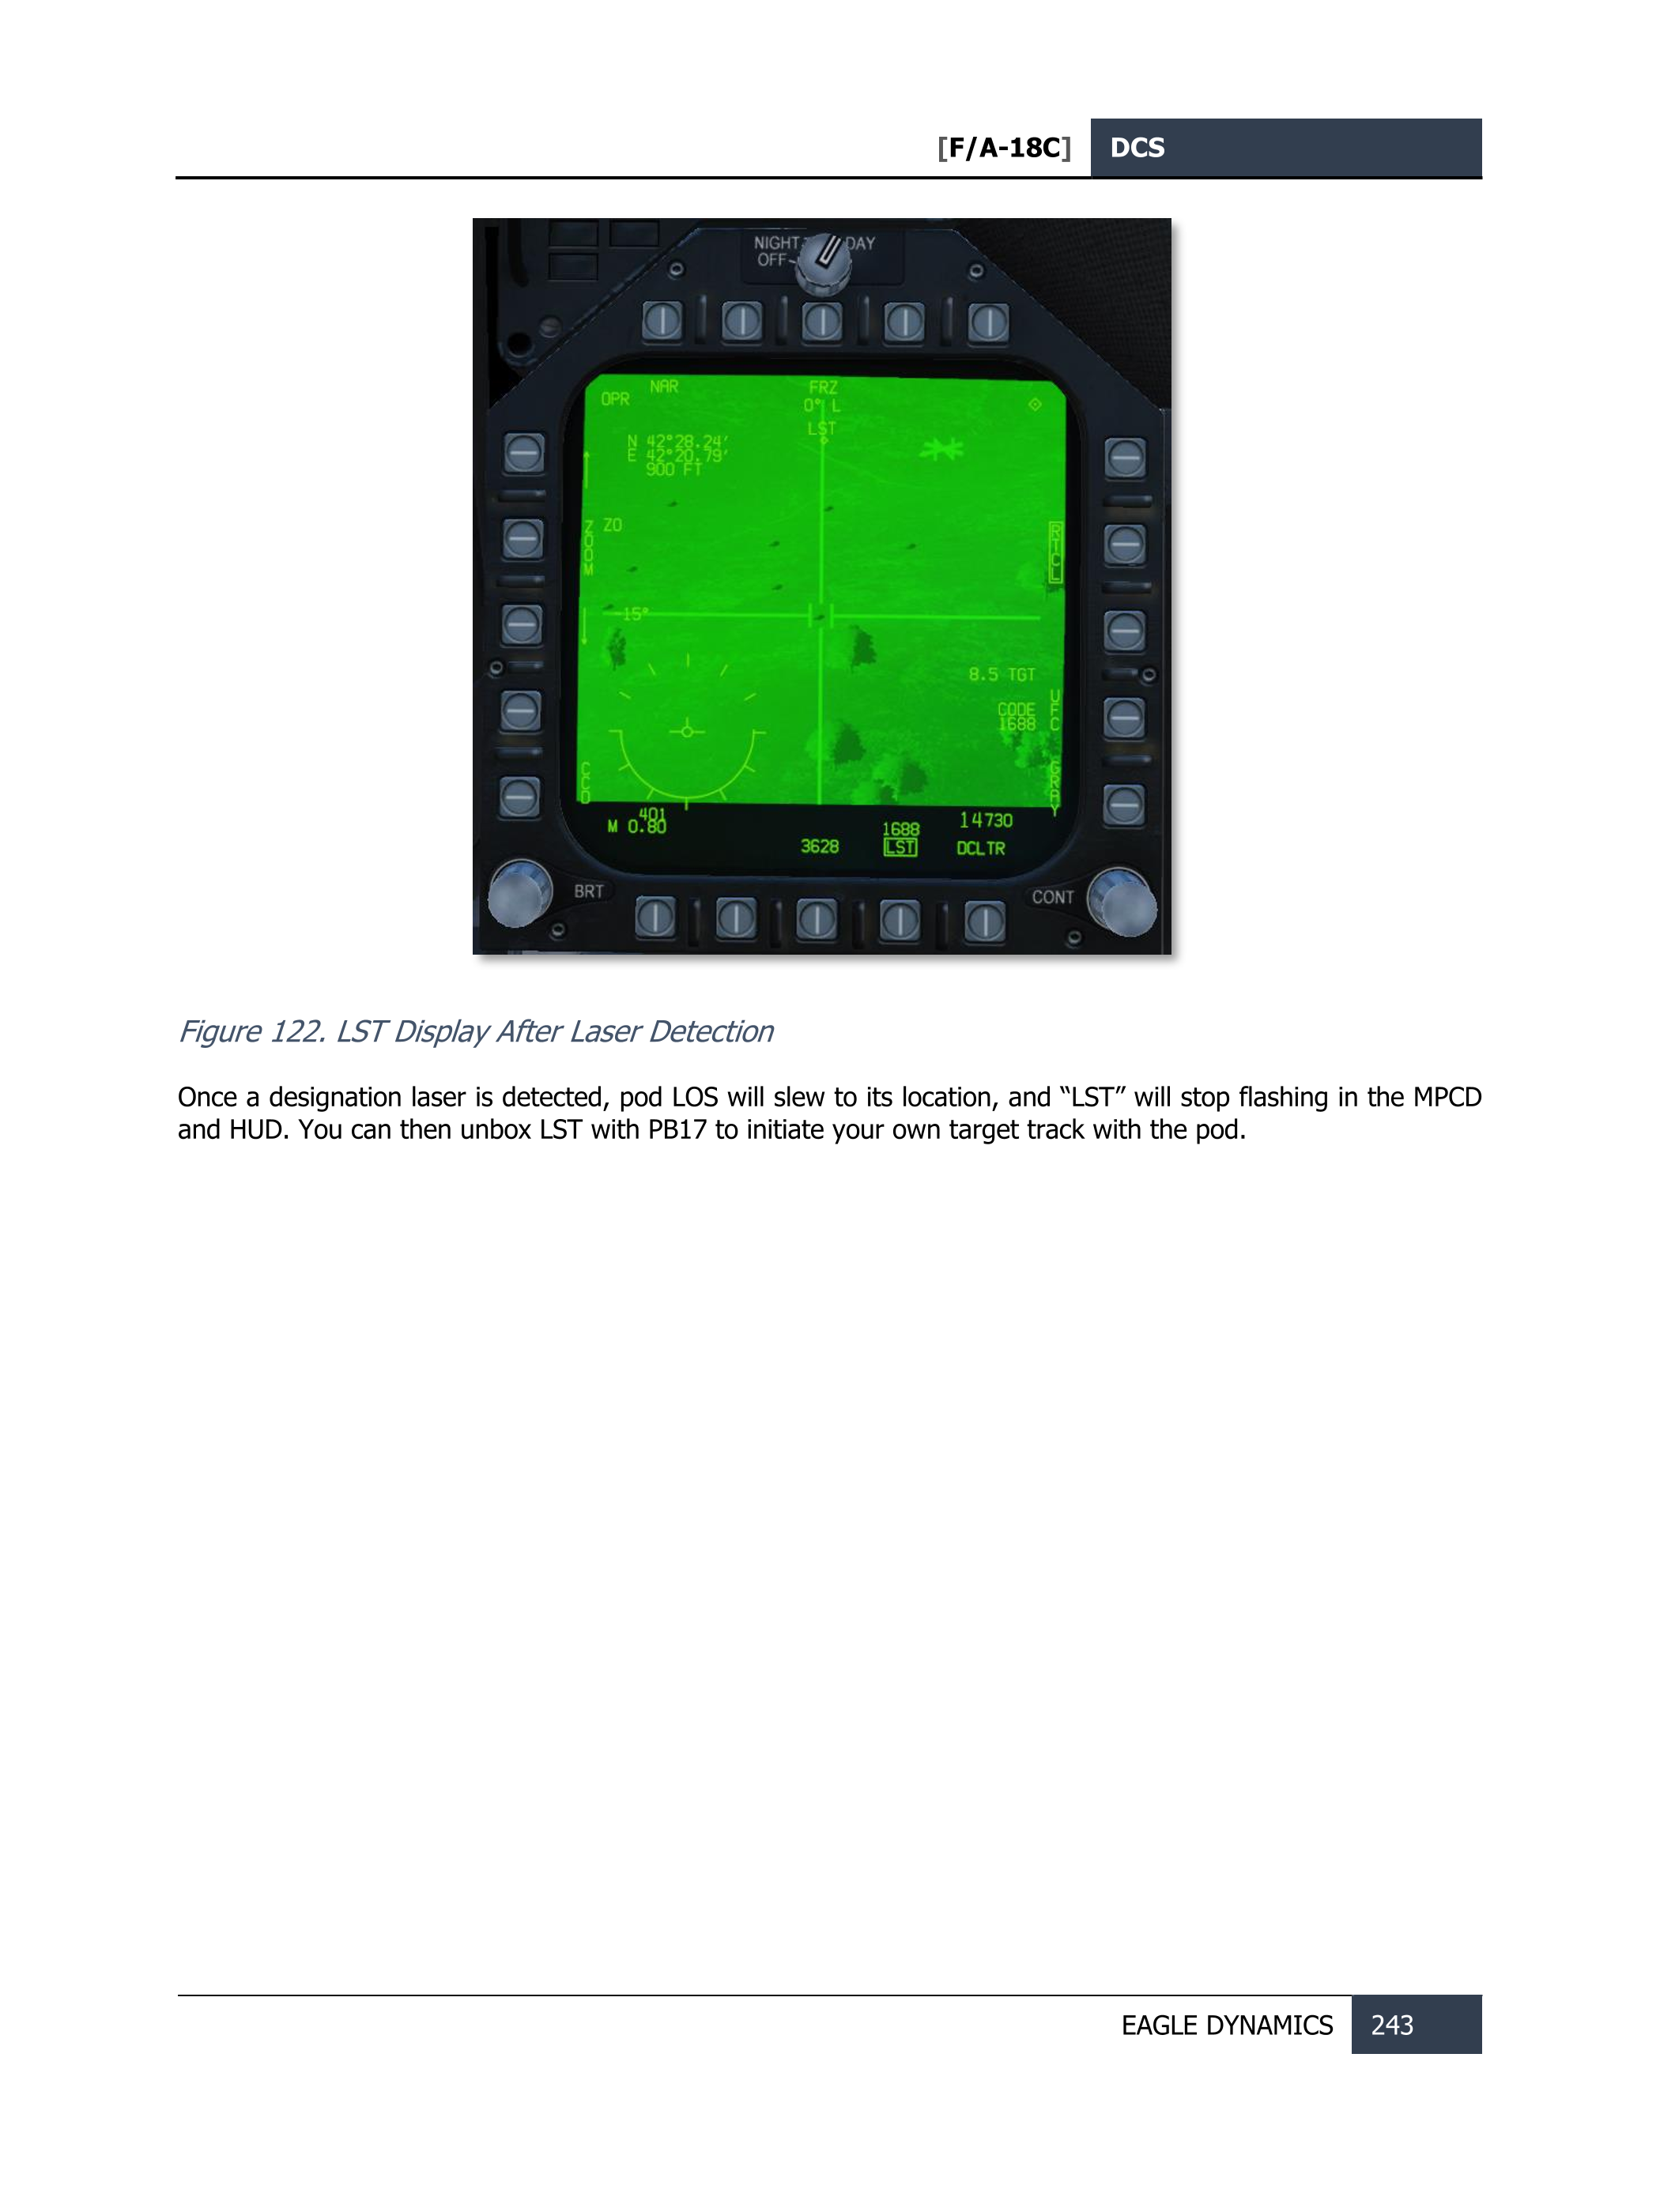 [F/A-18C] DCS
NIGHT DAY
OFF
NAR FRZ
OPR 0° L
LST
N 42°28.24'
E 42°20.79'
900 FT
ZOOM ZO RTCL
-15°
8.5 TGT
UFC
CODE
1688
CCD GRAY
401
M 0.80
1688 14730
3628 LST DCLTR
BRT CONT
Figure 122. LST Display After Laser Detection
Once a designation laser is detected, pod LOS will slew to its location, and “LST” will stop flashing in the MPCD
and HUD. You can then unbox LST with PB17 to initiate your own target track with the pod.
EAGLE DYNAMICS 243